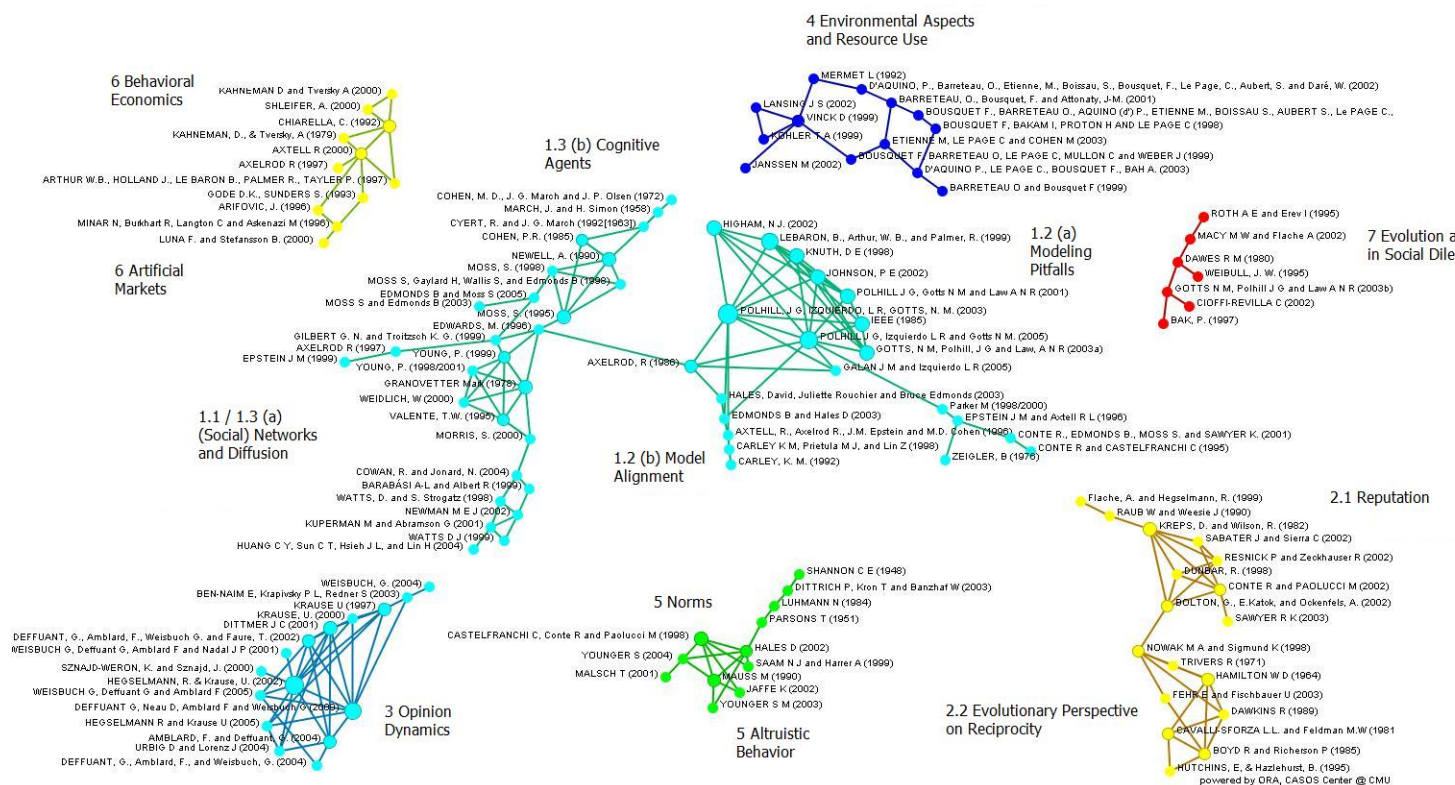 4 Environmental Aspects
and Resource Use
MERMET L (1992)
D'AQUINO, P., Barreteau, O., Etienne, M., Boissau, S., Bousquet, F., Le Page, C., Aubert, S. and Daré, W. (2002)
LANSING J S (2002)
BARRETEAU, O., Bousquet, F. and Attonaty, J-M. (2001)
VINCK D (1999)
BOUSQUET F., BARRETEAU O., AQUINO (d') P., ETIENNE M., BOISSAU S., AUBERT S., Le PAGE C.,
BOUSQUET F, BAKAM I, PROTON H AND LE PAGE C (1998)
KOHLER T A (1999)
ETIENNE M, LE PAGE C and COHEN M (2003)
BOUSQUET F, BARRETEAU O, LE PAGE C, MULLON C and WEBER J (1999)
JANSSEN M (2002)
D'AQUINO P., LE PAGE C., BOUSQUET F., BAH A. (2003)
BARRETEAU O and Bousquet F (1999)
6 Behavioral
Economics
KAHNEMAN D and Tversky A (2000)
SHLEIFER, A. (2000)
CHIARELLA, C. (1992)
KAHNEMAN, D., & Tversky, A (1979)
AXTELL R (2000)
AXELROD R (1997)
ARTHUR W.B., HOLLAND J., LE BARON B., PALMER R., TAYLER P. (1997)
GODE D.K., SUNDERS S. (1993)
ARIFOVIC, J. (1996)
MINAR N, Burkhart R, Langton C and Askenazi M (1996)
LUNA F. and Stefansson B. (2000)
6 Artificial
Markets
1.3 (b) Cognitive
Agents
COHEN, M. D., J. G. March and J. P. Olsen (1972)
MARCH, J. and H. Simon (1958)
CYERT, R. and J. G. March (1992[1963])
COHEN, P.R. (1985)
NEWELL, A. (1990)
MOSS, S. (1998)
MOSS S, Gaylard H, Wallis S, and Edmonds B (1998)
EDMONDS B and Moss S (2005)
MOSS S and Edmonds B (2003)
MOSS, S. (1995)
EDWARDS, M. (1996)
GILBERT G. N. and Troitzsch K. G. (1999)
AXELROD R (1997)
EPSTEIN J M (1999)
YOUNG, P. (1999)
YOUNG, P. (1998/2001)
GRANOVETTER Mark (1978)
WEIDLICH, W (2000)
VALENTE, T.W. (1995)
MORRIS, S. (2000)
1.1 / 1.3 (a)
(Social) Networks
and Diffusion
COWAN, R. and Jonard, N. (2004)
BARABÁSI A-L and Albert R (1999)
WATTS, D. and S. Strogatz (1998)
NEWMAN M E J (2002)
KUPERMAN M and Abramson G (2001)
WATTS D J (1999)
HUANG C Y, Sun C T, Hsieh J L, and Lin H (2004)
1.2 (a)
Modeling
Pitfalls
HIGHAM, N.J. (2002)
LEBARON, B., Arthur, W. B., and Palmer, R. (1999)
KNUTH, D E (1998)
JOHNSON, P E (2002)
POLHILL J G, Gotts N M and Law A N R (2001)
POLHILL, J G, IZQUIERDO, L R, GOTTS, N. M. (2003)
IEEE (1985)
POLHILL J G, Izquierdo L R and Gotts N M. (2005)
GOTTS, N M, Polhill, J G and Law, A N R (2003a)
AXELROD, R (1986)
GALAN J M and Izquierdo L R (2005)
HALES, David, Juliette Rouchier and Bruce Edmonds (2003)
Parker M (1998/2000)
EDMONDS B and Hales D (2003)
EPSTEIN J M and Axtell R L (1996)
AXTELL, R., Axelrod R., J.M. Epstein and M.D. Cohen (1996)
CONTE R., EDMONDS B., MOSS S. and SAWYER K. (2001)
CARLEY K M, Prietula M J, and Lin Z (1998)
CONTE R and CASTELFRANCHI C (1995)
CARLEY, K. M. (1992)
ZEIGLER, B (1976)
1.2 (b) Model
Alignment
ROTH A E and Erev I (1995)
MACY M W and Flache A (2002)
DAWES R M (1980)
WEIBULL, J. W. (1995)
GOTTS N M, Polhill J G and Law A N R (2003b)
CIOFFI-REVILLA C (2002)
BAK, P. (1997)
7 Evolution a
in Social Dile
2.1 Reputation
Flache, A. and Hegselmann, R. (1999)
RAUB W and Weesie J (1990)
KREPS, D. and Wilson, R. (1982)
SABATER J and Sierra C (2002)
RESNICK P and Zeckhauser R (2002)
DUNBAR, R. (1998)
CONTE R and PAOLUCCI M (2002)
BOLTON, G., E.Katok, and Ockenfels, A. (2002)
SAWYER R K (2003)
NOWAK M A and Sigmund K (1998)
TRIVERS R (1971)
HAMILTON W D (1964)
FEHR E and Fischbauer U (2003)
DAWKINS R (1989)
CAVALLI-SFORZA L.L. and Feldman M.W (1981
BOYD R and Richerson P (1985)
HUTCHINS, E, & Hazlehurst, B. (1995)
2.2 Evolutionary Perspective
on Reciprocity
WEISBUCH, G. (2004)
BEN-NAIM E, Krapivsky P L, Redner S (2003)
KRAUSE U (1997)
KRAUSE, U. (2000)
DITTMER J C (2001)
DEFFUANT, G., Amblard, F., Weisbuch G. and Faure, T. (2002)
WEISBUCH G, Deffuant G, Amblard F and Nadal J P (2001)
SZNAJD-WERON, K. and Sznajd, J. (2000)
HEGSELMANN, R. & Krause, U. (2002)
WEISBUCH G, Deffuant G and Amblard F (2005)
DEFFUANT G, Neau D, Amblard F and Weisbuch G (2000)
HEGSELMANN R and Krause U (2005)
AMBLARD, F. and Deffuant, G. (2004)
URBIG D and Lorenz J (2004)
DEFFUANT, G., Amblard, F., and Weisbuch, G. (2004)
3 Opinion
Dynamics
5 Norms
SHANNON C E (1948)
DITTRICH P, Kron T and Banzhaf W (2003)
LUHMANN N (1984)
PARSONS T (1951)
CASTELFRANCHI C, Conte R and Paolucci M (1998)
HALES D (2002)
YOUNGER S (2004)
SAAM N J and Harrer A (1999)
MALSCH T (2001)
MAUSS M (1990)
JAFFE K (2002)
YOUNGER S M (2003)
5 Altruistic
Behavior
powered by ORA, CASOS Center @ CMU